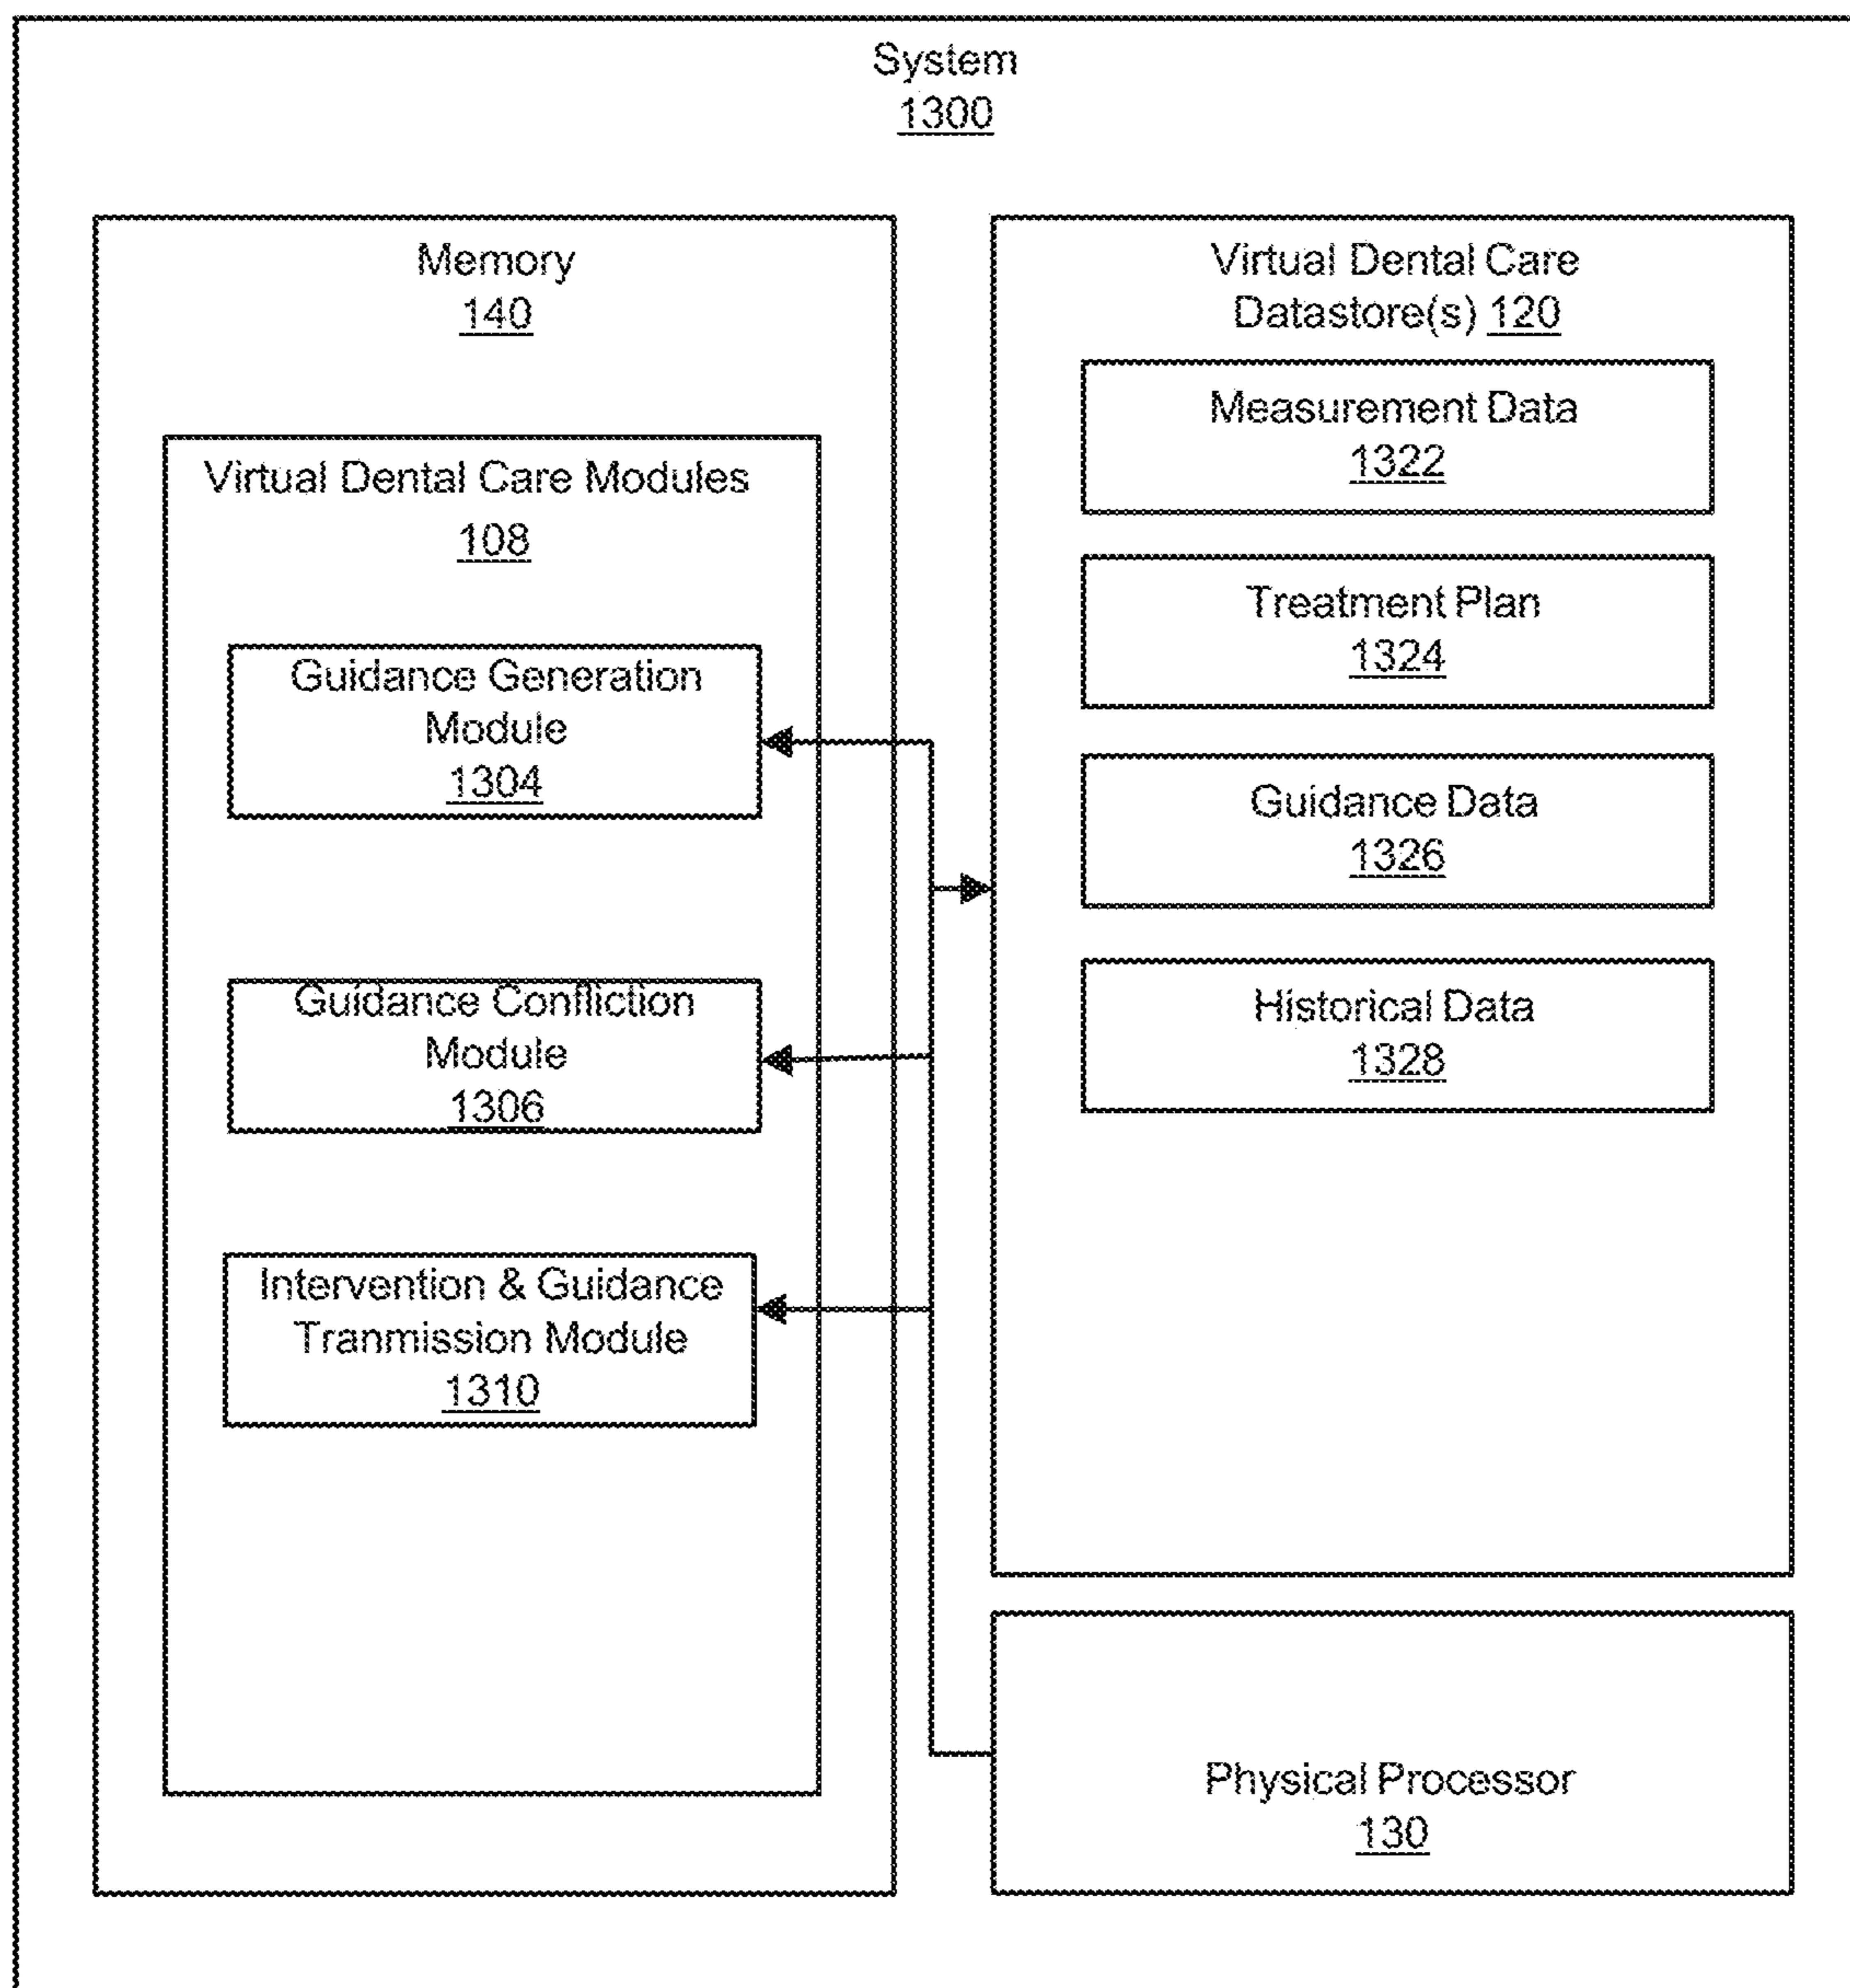 System
1300
Memory
140
Virtual Dental Care Modules
108
Guidance Generation
Module
1304
Guidance Confliction
Module
1306
Intervention & Guidance
Tranmission Module
1310
Virtual Dental Care
Datastore(s) 120
Measurement Data
1322
Treatment Plan
1324
Guidance Data
1326
Historical Data
1328
Physical Processor
130